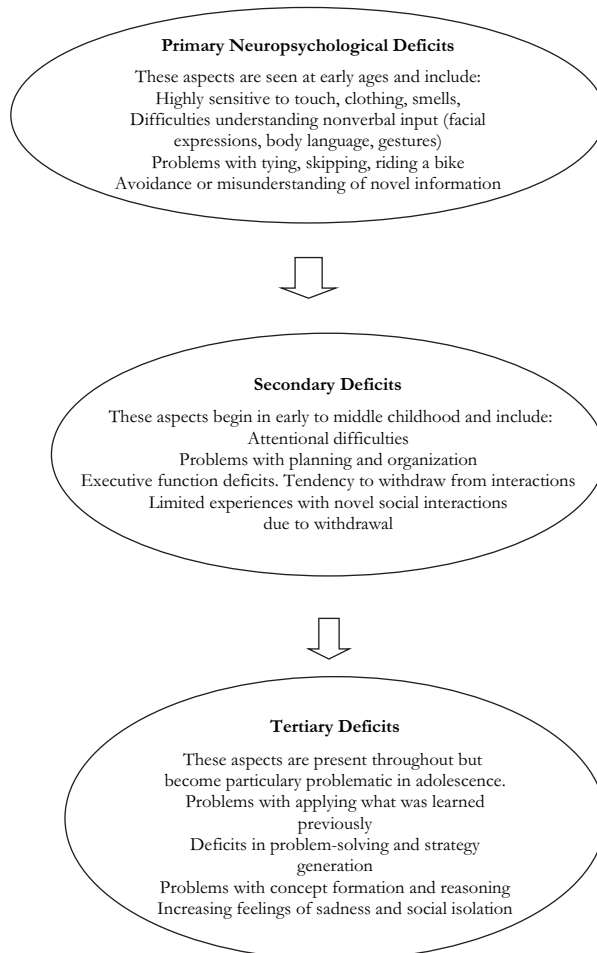 Primary Neuropsychological Deficits
These aspects are seen at early ages and include:
Highly sensitive to touch, clothing, smells,
Difficulties understanding nonverbal input (facial
expressions, body language, gestures)
Problems with tying, skipping, riding a bike
Avoidance or misunderstanding of novel information
Secondary Deficits
These aspects begin in early to middle childhood and include:
Attentional difficulties
Problems with planning and organization
Executive function deficits. Tendency to withdraw from interactions
Limited experiences with novel social interactions
due to withdrawal
Tertiary Deficits
These aspects are present throughout but
become particulary problematic in adolescence.
Problems with applying what was learned
previously
Deficits in problem-solving and strategy
generation
Problems with concept formation and reasoning
Increasing feelings of sadness and social isolation